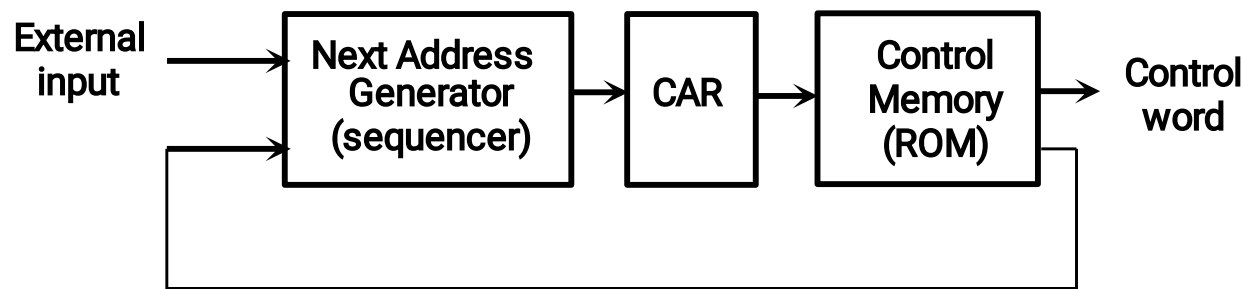 External
input
Next Address
Generator
(sequencer)
CAR
Control
Memory
(ROM)
Control
word